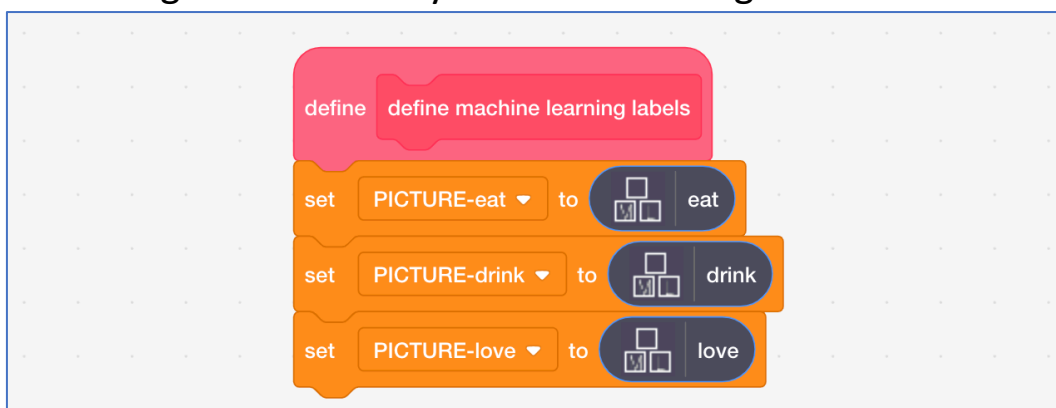 define define machine learning labels
set PICTURE-eat to eat
set PICTURE-drink to drink
set PICTURE-love to love